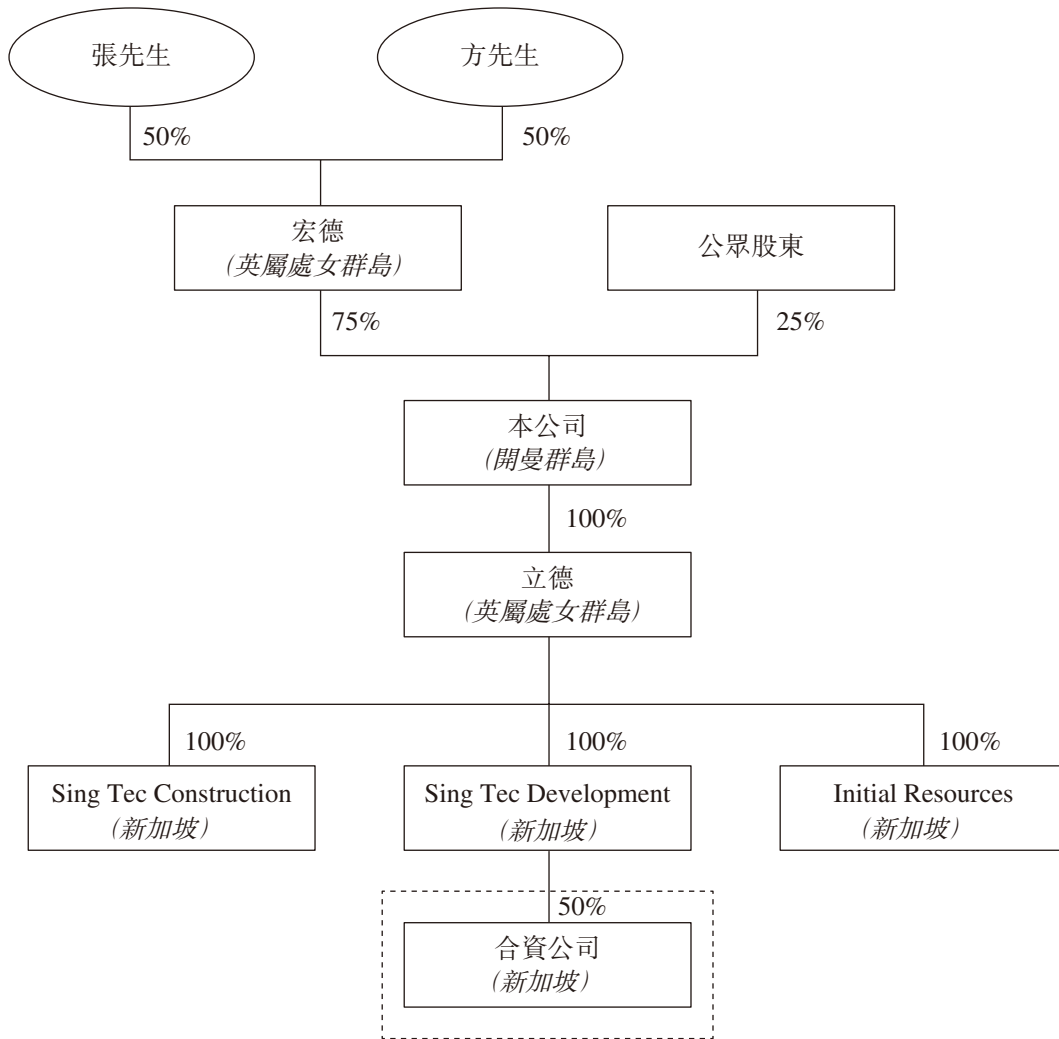 張先生
方先生
50%
50%
宏德
(英屬處女群島)
公眾股東
75%
25%
本公司
(開曼群島)
100%
立德
(英屬處女群島)
100%
100%
100%
Sing Tec Construction
(新加坡)
Sing Tec Development
(新加坡)
Initial Resources
(新加坡)
50%
合資公司
(新加坡)